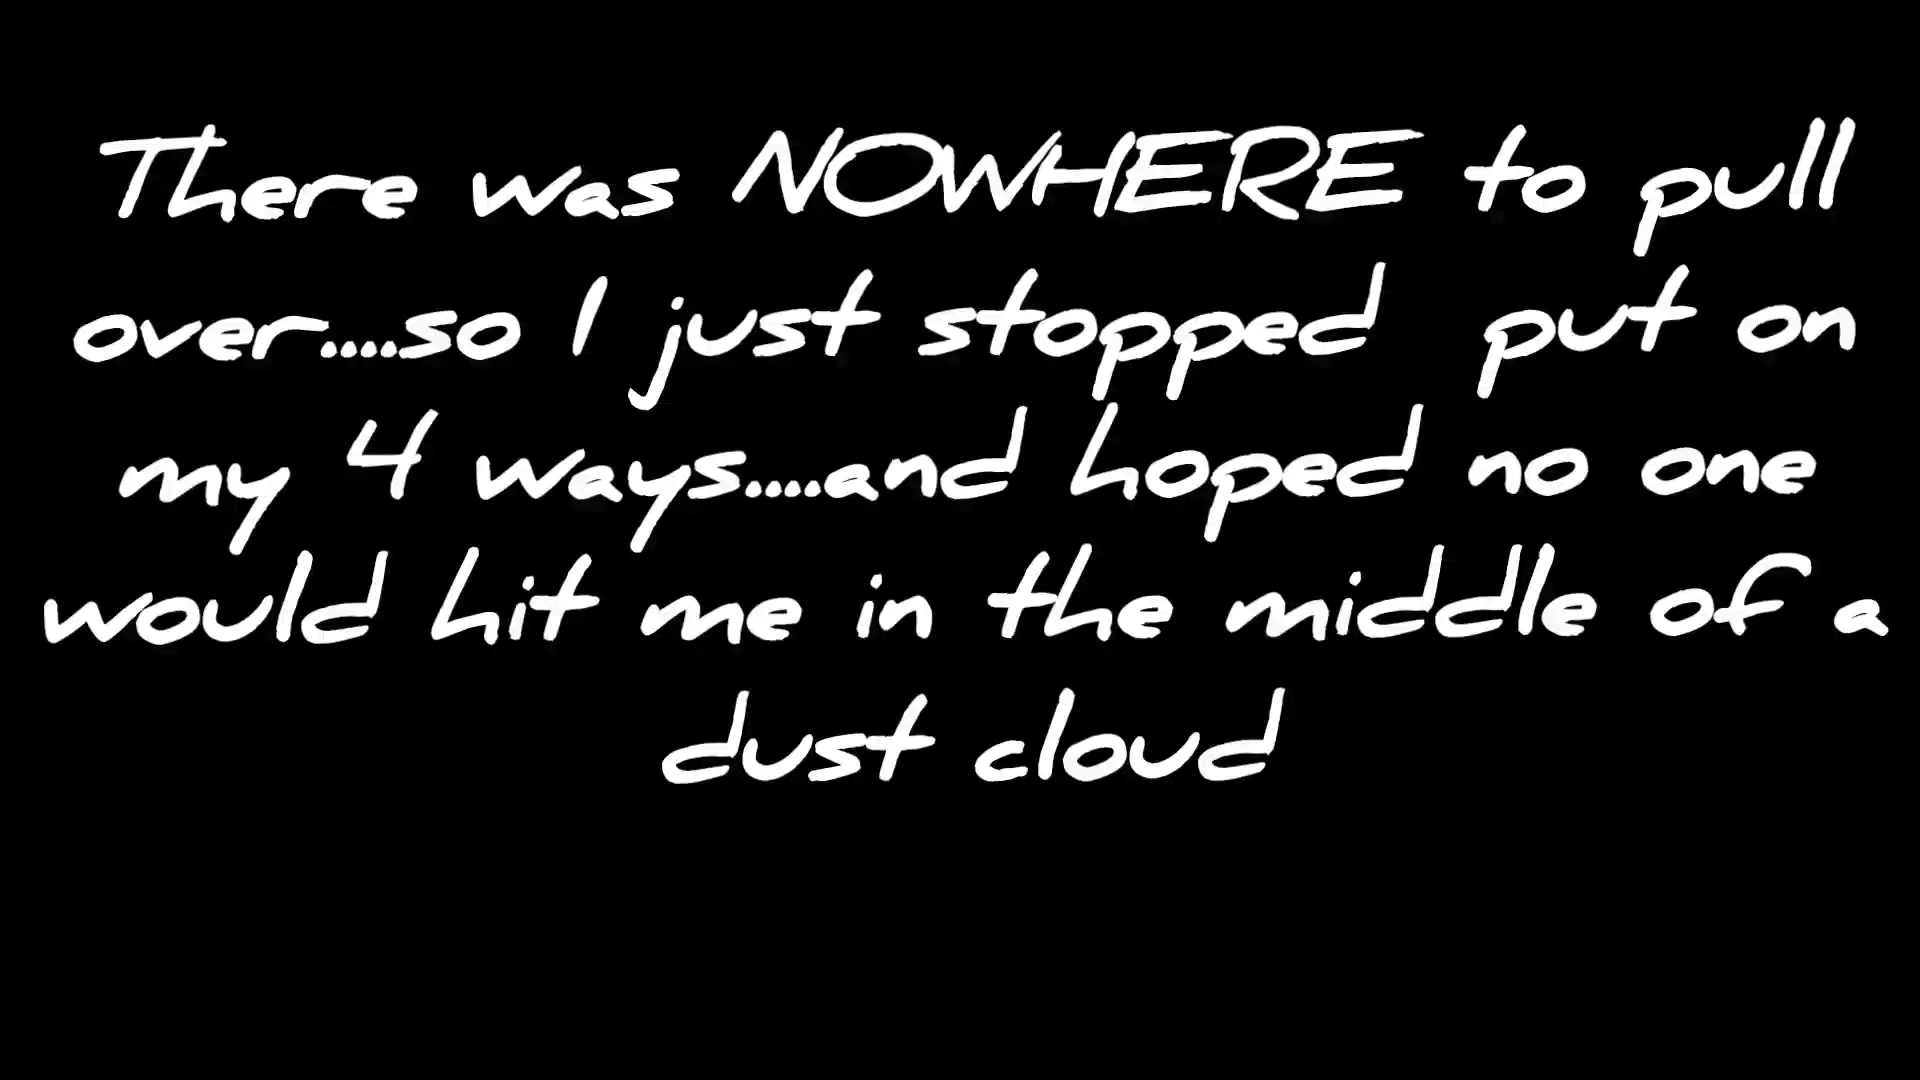 There was NOWHERE to pull
over....so I just stopped  put on
my 4 ways....and hoped no one
would hit me in the middle of a
dust cloud